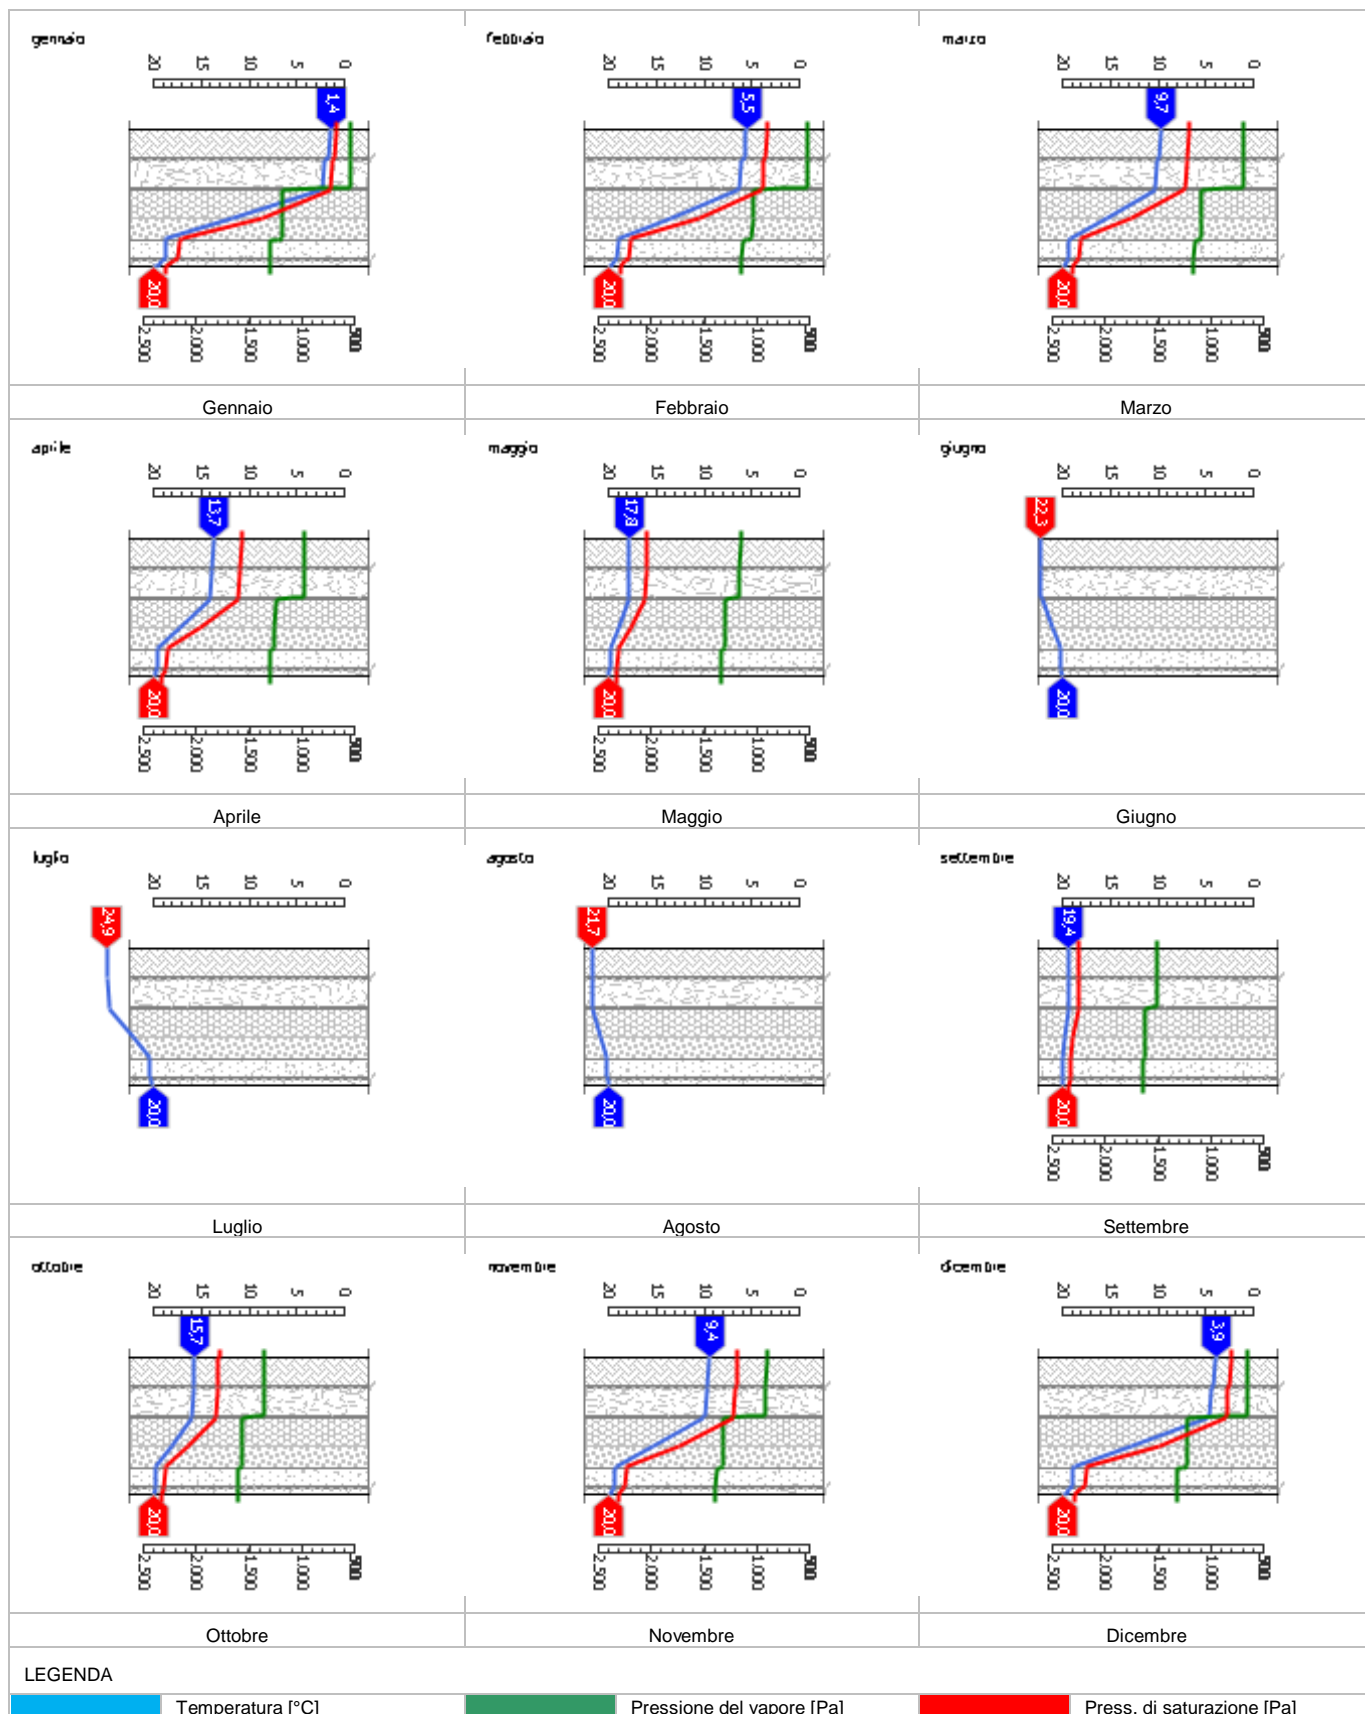 gennaio
febbraio
marzo
20 15 10 5 0
20 15 10 5 0
20 15 10 5 0
1,4
5,5
9,7
20,0
20,0
20,0
2.500 2.000 1.500 1.000 500
2.500 2.000 1.500 1.000 500
2.500 2.000 1.500 1.000 500
Gennaio
Febbraio
Marzo
aprile
maggio
giugno
20 15 10 5 0
20 15 10 5 0
20 15 10 5 0
13,7
17,8
22,3
20,0
20,0
20,0
2.500 2.000 1.500 1.000 500
2.500 2.000 1.500 1.000 500
Aprile
Maggio
Giugno
luglio
agosto
settembre
20 15 10 5 0
20 15 10 5 0
20 15 10 5 0
24,9
21,7
19,4
20,0
20,0
20,0
2.500 2.000 1.500 1.000 500
Luglio
Agosto
Settembre
ottobre
novembre
dicembre
20 15 10 5 0
20 15 10 5 0
20 15 10 5 0
15,7
9,4
3,9
20,0
20,0
20,0
2.500 2.000 1.500 1.000 500
2.500 2.000 1.500 1.000 500
2.500 2.000 1.500 1.000 500
Ottobre
Novembre
Dicembre
LEGENDA
Temperatura [°C]
Pressione del vapore [Pa]
Press. di saturazione [Pa]